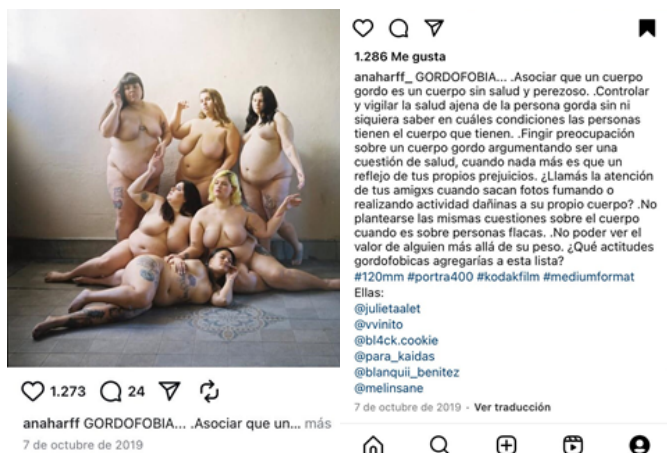 1.273 24
anaharff GORDOFOBIA... .Asociar que un... más
7 de octubre de 2019
1.286 Me gusta
anaharff_ GORDOFOBIA... .Asociar que un cuerpo
gordo es un cuerpo sin salud y perezoso. .Controlar
y vigilar la salud ajena de la persona gorda sin ni
siquiera saber en cuáles condiciones las personas
tienen el cuerpo que tienen. .Fingir preocupación
sobre un cuerpo gordo argumentando ser una
cuestión de salud, cuando nada más es que un
reflejo de tus propios prejuicios. ¿Llamás la atención
de tus amigxs cuando sacan fotos fumando o
realizando actividad dañinas a su propio cuerpo? .No
plantearse las mismas cuestiones sobre el cuerpo
cuando es sobre personas flacas. .No poder ver el
valor de alguien más allá de su peso. ¿Qué actitudes
gordofobicas agregarías a esta lista?
#120mm #portra400 #kodakfilm #mediumformat
Ellas:
@julietaalet
@vvinito
@bl4ck.cookie
@para_kaidas
@blanquii_benitez
@melinsane
7 de octubre de 2019 · Ver traducción